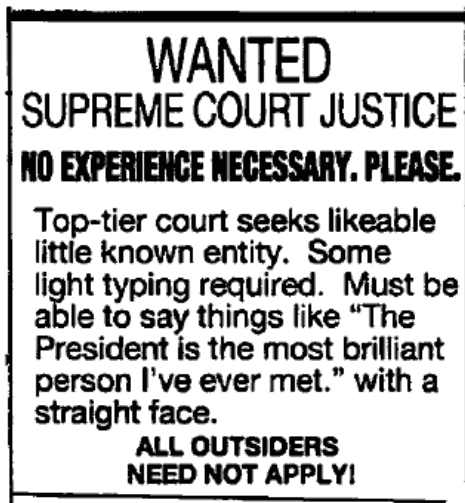 WANTED
SUPREME COURT JUSTICE
NO EXPERIENCE NECESSARY. PLEASE.
Top-tier court seeks likeable
little known entity. Some
light typing required. Must be
able to say things like “The
President is the most brilliant
person I've ever met.” with a
straight face.
ALL OUTSIDERS
NEED NOT APPLY!